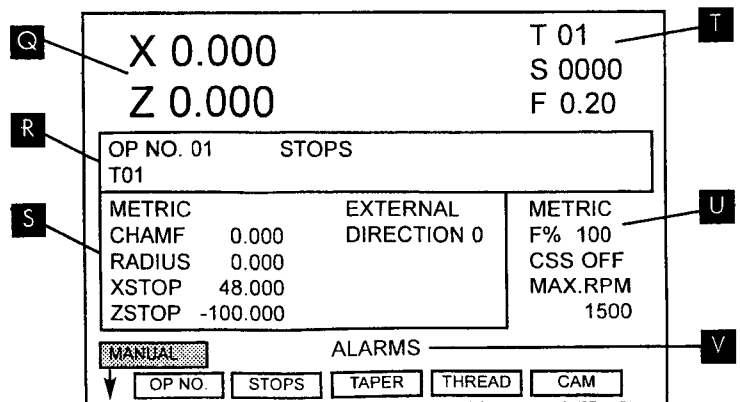 Q
X 0.000
Z 0.000
T 01
S 0000
F 0.20
T
R
OP NO. 01 STOPS
T01
S
METRIC EXTERNAL
CHAMF 0.000 DIRECTION 0
RADIUS 0.000
XSTOP 48.000
ZSTOP -100.000
METRIC
F% 100
CSS OFF
MAX.RPM
1500
U
MANUAL ALARMS V
OP NO. STOPS TAPER THREAD CAM